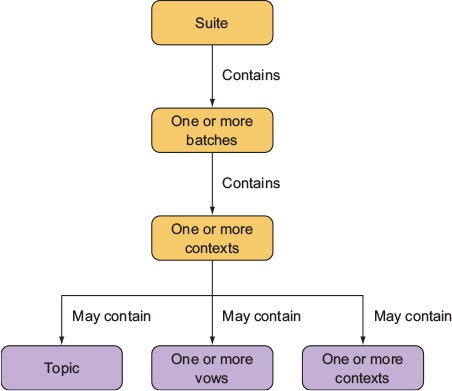 Suite
Contains
One or more
batches
Contains
One or more
contexts
May contain
May contain
May contain
Topic
One or more
vows
One or more
contexts